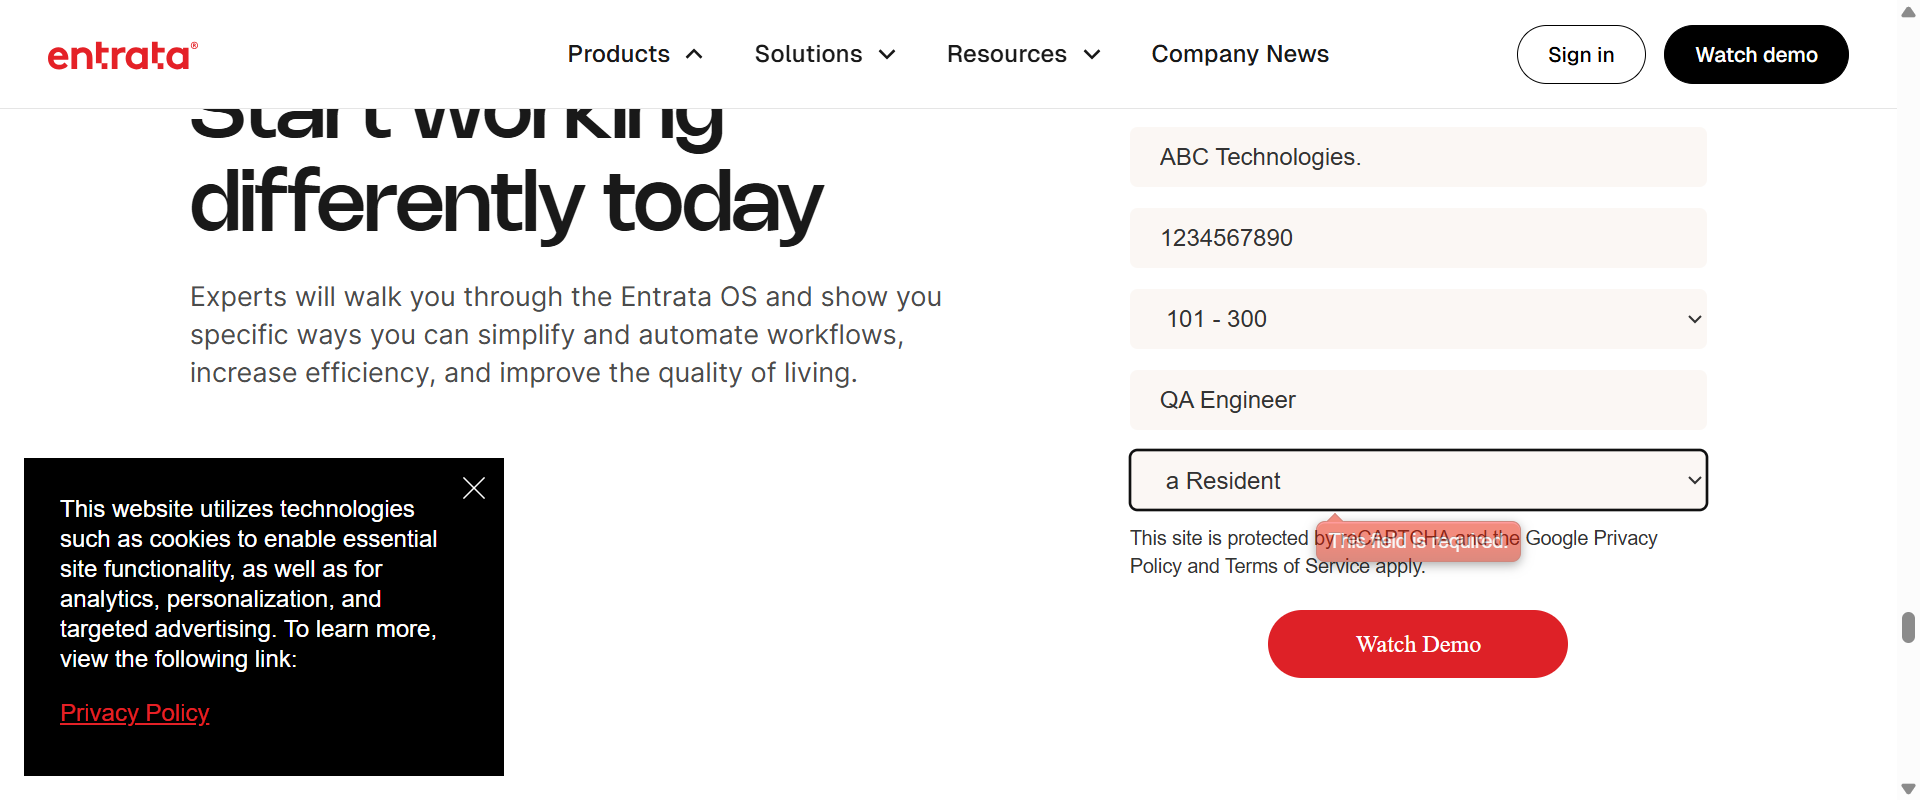 entrata®
Products
Solutions
Resources
Company News
Sign in
Watch demo
Start working
differently today
Experts will walk you through the Entrata OS and show you
specific ways you can simplify and automate workflows,
increase efficiency, and improve the quality of living.
ABC Technologies.
1234567890
101 - 300
QA Engineer
a Resident
This field is required.
This site is protected by reCAPTCHA and the Google Privacy
Policy and Terms of Service apply.
Watch Demo
This website utilizes technologies
such as cookies to enable essential
site functionality, as well as for
analytics, personalization, and
targeted advertising. To learn more,
view the following link:
Privacy Policy